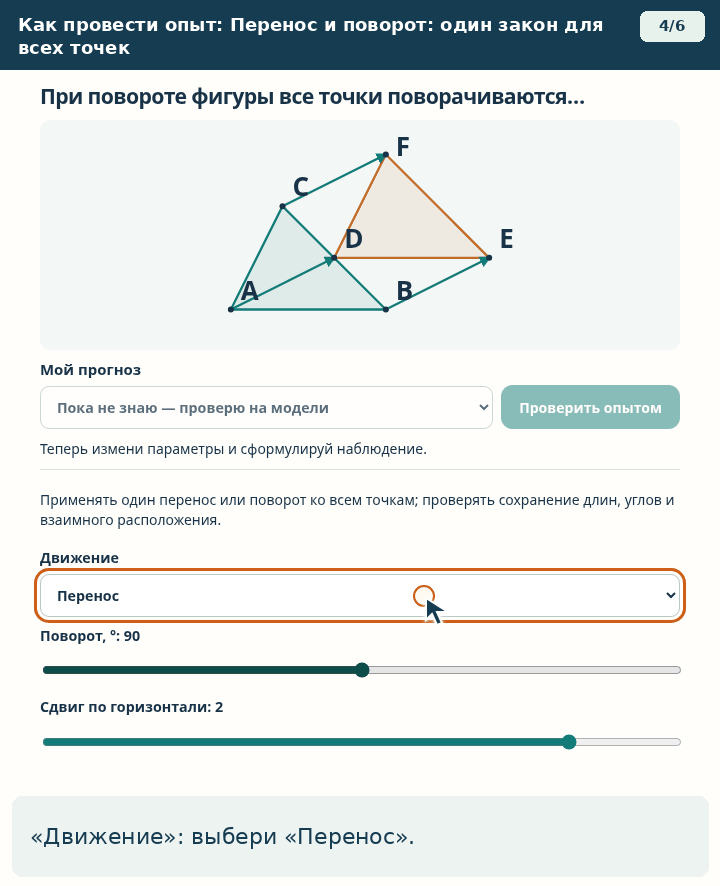 Как провести опыт: Перенос и поворот: один закон для
всех точек
4/6
При повороте фигуры все точки поворачиваются...
F
C
D
E
A
B
Мой прогноз
Пока не знаю — проверю на модели
Проверить опытом
Теперь измени параметры и сформулируй наблюдение.
Применять один перенос или поворот ко всем точкам; проверять сохранение длин, углов и
взаимного расположения.
Движение
Перенос
Поворот, °: 90
Сдвиг по горизонтали: 2
«Движение»: выбери «Перенос».